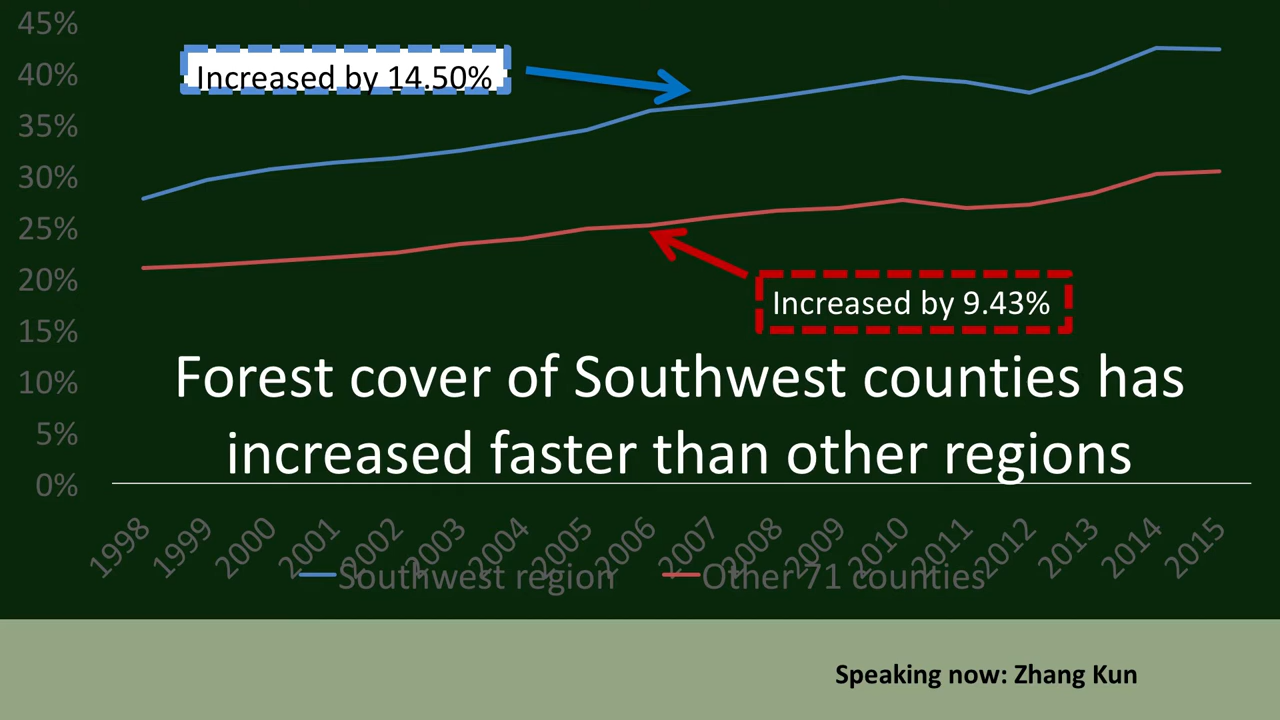 45%
Increased by 14.50%
40%
35%
30%
25%
20%
Increased by 9.43%
15%
10%
Forest cover of Southwest counties has
increased faster than other regions
5%
0%
1998 1999 2000 2001 2002 2003 2004 2005 2006 2007 2008 2009 2010 2011 2012 2013 2014 2015
Southwest region Other 71 counties
Speaking now: Zhang Kun